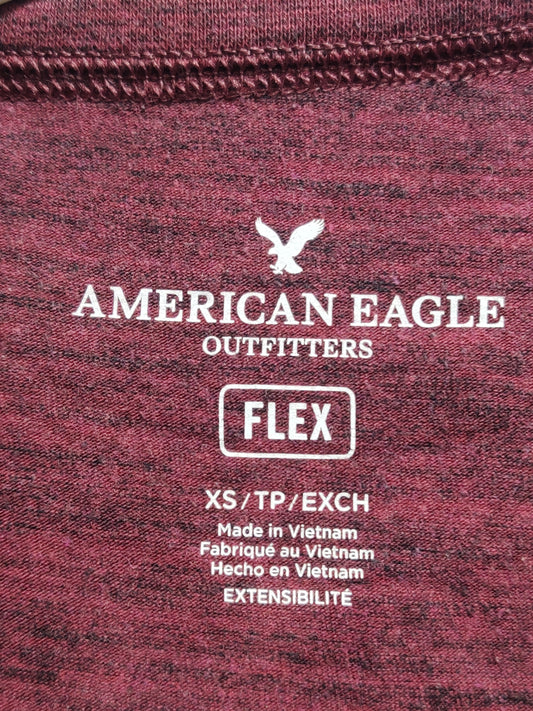 AMERICAN EAGLE
OUTFITTERS
FLEX
XS/TP/EXCH
Made in Vietnam
Fabriqué au Vietnam
Hecho en Vietnam
EXTENSIBILITÉ